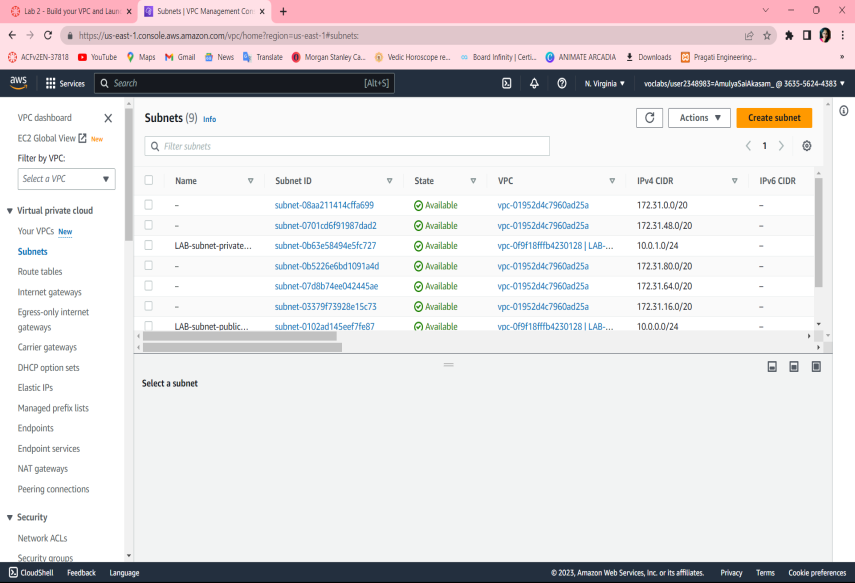 Lab 2 - Build your VPC and Laun
Subnets | VPC Management Con
https://us-east-1.console.aws.amazon.com/vpc/home?region=us-east-1#subnets:
ACFv2EN-37818 YouTube Maps Gmail News Translate Morgan Stanley Ca... Vedic Horoscope re... Board Infinity | Certi... ANIMATE ARCADIA Downloads Pragati Engineering... »
aws Services Search [Alt+S] N. Virginia ▼ voclabs/user2348983=AmulyaSaiAkasam_ @ 3635-5624-4383 ▼
VPC dashboard
EC2 Global View New
Filter by VPC:
Select a VPC
Virtual private cloud
Your VPCs New
Subnets
Route tables
Internet gateways
Egress-only internet
gateways
Carrier gateways
DHCP option sets
Elastic IPs
Managed prefix lists
Endpoints
Endpoint services
NAT gateways
Peering connections
Security
Network ACLs
Security groups
Subnets (9) Info
Actions ▼ Create subnet
Filter subnets
1
Name Subnet ID State VPC IPv4 CIDR IPv6 CIDR
– subnet-08aa211414cffa699 Available vpc-01952d4c7960ad25a 172.31.0.0/20 –
– subnet-0701cd6f91987dad2 Available vpc-01952d4c7960ad25a 172.31.48.0/20 –
LAB-subnet-private... subnet-0b63e58494e5fc727 Available vpc-0f9f18fffb4230128 | LAB-... 10.0.1.0/24 –
– subnet-0b5226e6bd1091a4d Available vpc-01952d4c7960ad25a 172.31.80.0/20 –
– subnet-07d8b74ee042445ae Available vpc-01952d4c7960ad25a 172.31.64.0/20 –
– subnet-03379f73928e15c73 Available vpc-01952d4c7960ad25a 172.31.16.0/20 –
LAB-subnet-public... subnet-0102ad145eef7fe87 Available vpc-0f9f18fffb4230128 | LAB-... 10.0.0.0/24 –
Select a subnet
CloudShell Feedback Language © 2023, Amazon Web Services, Inc. or its affiliates. Privacy Terms Cookie preferences